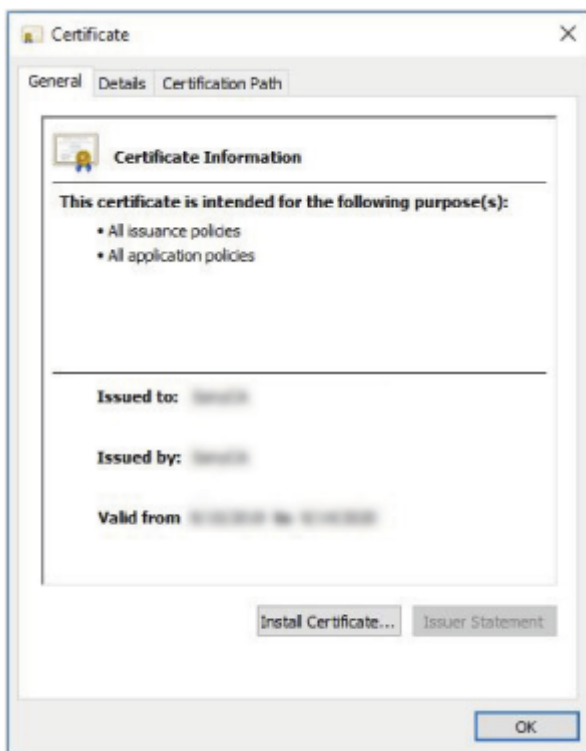 Certificate
General Details Certification Path
Certificate Information
This certificate is intended for the following purpose(s):
• All issuance policies
• All application policies
Issued to:
Issued by:
Valid from
Install Certificate... Issuer Statement
OK